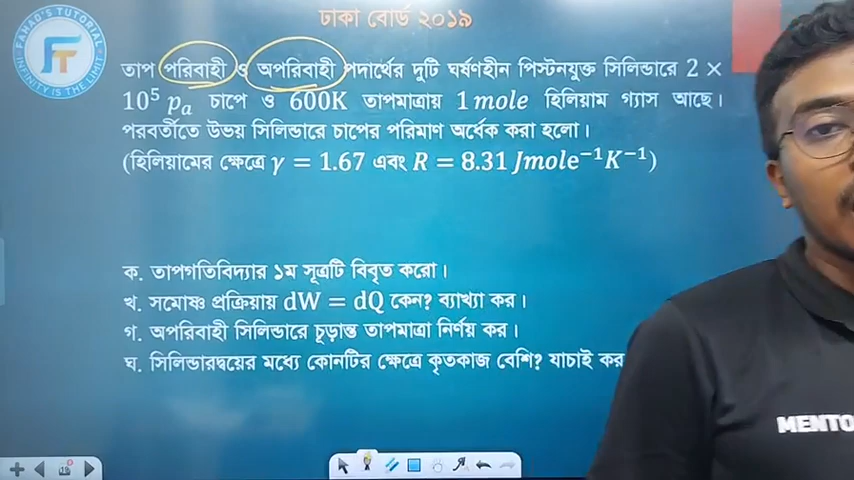 FAHAD'S TUTORIAL
FT
INFINITY IS THE LIMIT
ঢাকা বোর্ড ২০১৯
তাপ পরিবাহী ও অপরিবাহী পদার্থের দুটি ঘর্ষণহীন পিস্টনযুক্ত সিলিন্ডারে 2 ×
10⁵ pₐ চাপে ও 600K তাপমাত্রায় 1 mole হিলিয়াম গ্যাস আছে।
পরবর্তীতে উভয় সিলিন্ডারে চাপের পরিমাণ অর্ধেক করা হলো।
(হিলিয়ামের ক্ষেত্রে γ = 1.67 এবং R = 8.31 Jmole⁻¹K⁻¹)
ক. তাপগতিবিদ্যার ১ম সূত্রটি বিবৃত করো।
খ. সমোষ্ণ প্রক্রিয়ায় dW = dQ কেন? ব্যাখ্যা কর।
গ. অপরিবাহী সিলিন্ডারে চূড়ান্ত তাপমাত্রা নির্ণয় কর।
ঘ. সিলিন্ডারদ্বয়ের মধ্যে কোনটির ক্ষেত্রে কৃতকাজ বেশি? যাচাই কর
MENTO